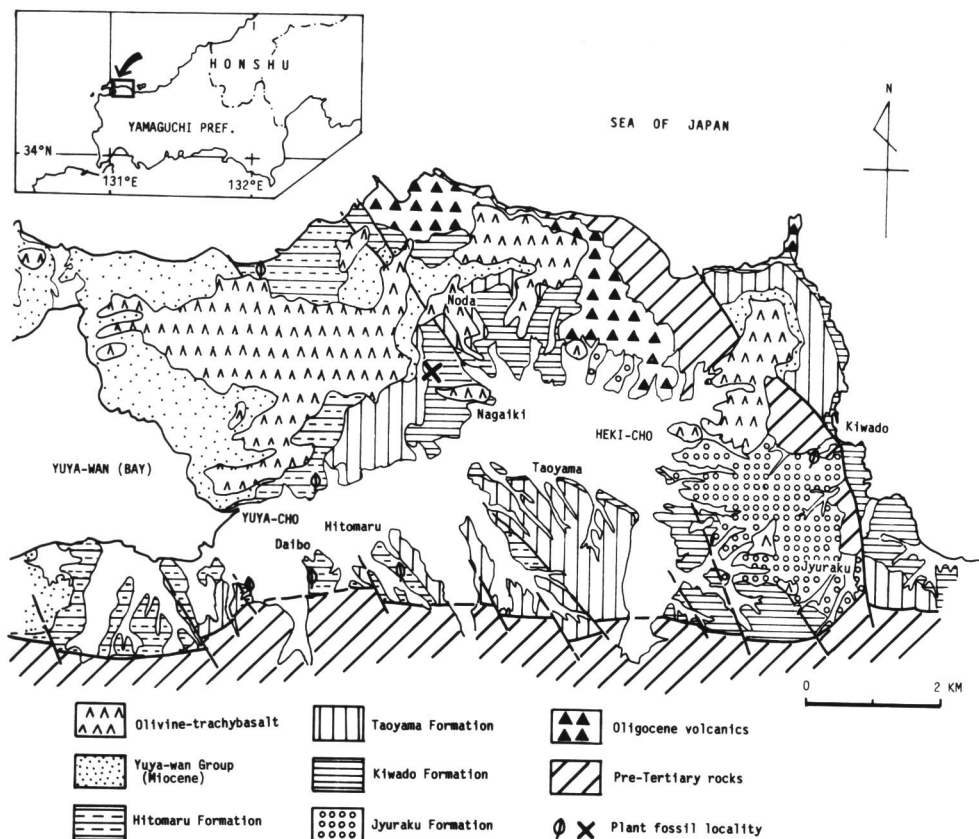 HONSHU
YAMAGUCHI PREF.
34°N
131°E
132°E
SEA OF JAPAN
N
Noda
Nagaiki
HEKI-CHO
Kiwado
YUYA-WAN (BAY)
Taoyama
YUYA-CHO
Hitomaru
Daibo
Jyuraku
0 2 KM
Olivine-trachybasalt
Taoyama Formation
Oligocene volcanics
Yuya-wan Group
(Miocene)
Kiwado Formation
Pre-Tertiary rocks
Hitomaru Formation
Jyuraku Formation
Plant fossil locality